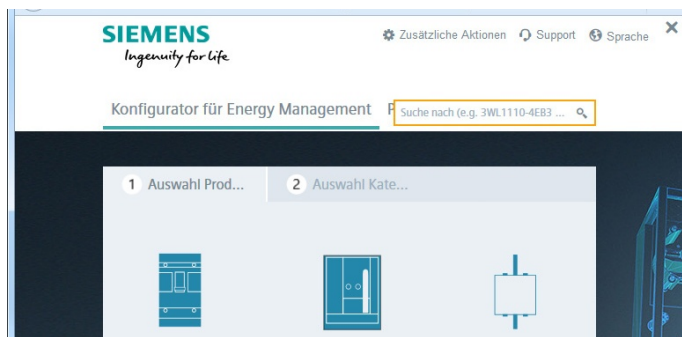 SIEMENS
Ingenuity for life
Zusätzliche Aktionen Support Sprache
Konfigurator für Energy Management
Suche nach (e.g. 3WL1110-4EB3 ...
1 Auswahl Prod... 2 Auswahl Kate...